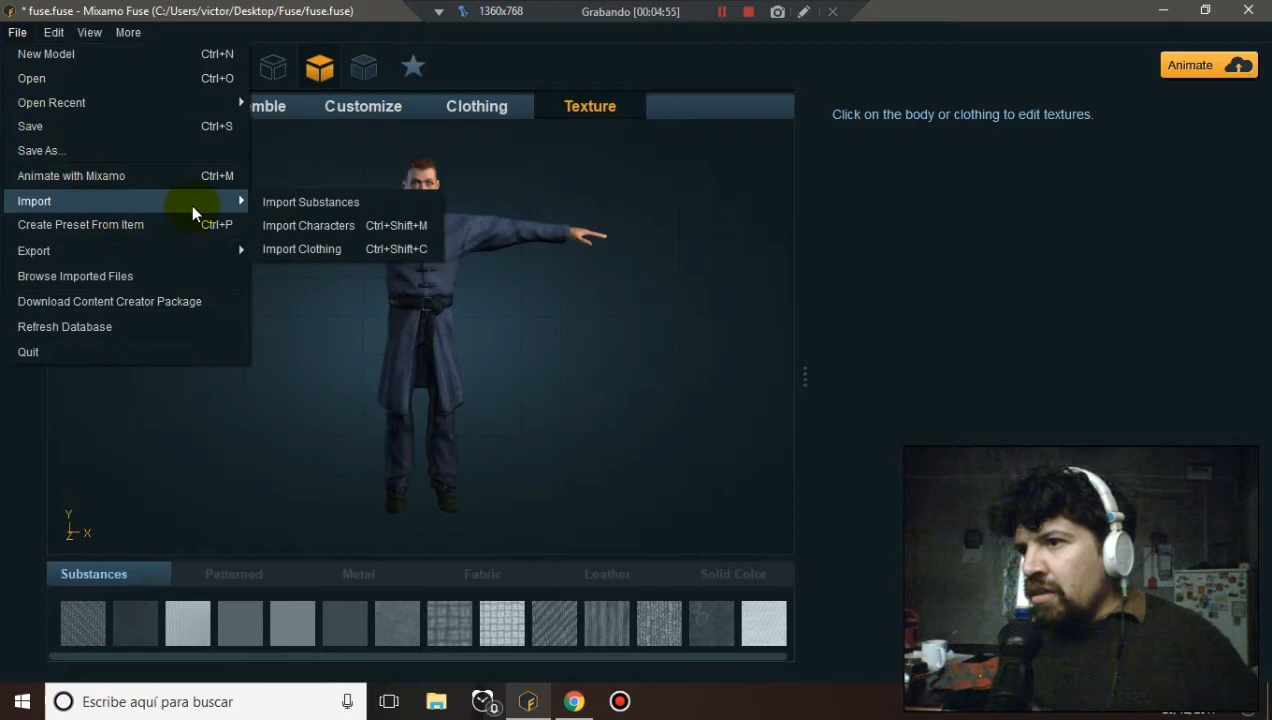 * fuse.fuse - Mixamo Fuse (C:/Users/victor/Desktop/Fuse/fuse.fuse)
1360x768
Grabando [00:04:55]
File Edit View More
New Model Ctrl+N
Open Ctrl+O
Open Recent
Save Ctrl+S
Save As...
Animate with Mixamo Ctrl+M
Import
Create Preset From Item Ctrl+P
Export
Browse Imported Files
Download Content Creator Package
Refresh Database
Quit
Import Substances
Import Characters Ctrl+Shift+M
Import Clothing Ctrl+Shift+C
mble Customize Clothing Texture
Animate
Click on the body or clothing to edit textures.
Y
Z X
Substances Patterned Metal Fabric Leather Solid Color
Escribe aquí para buscar